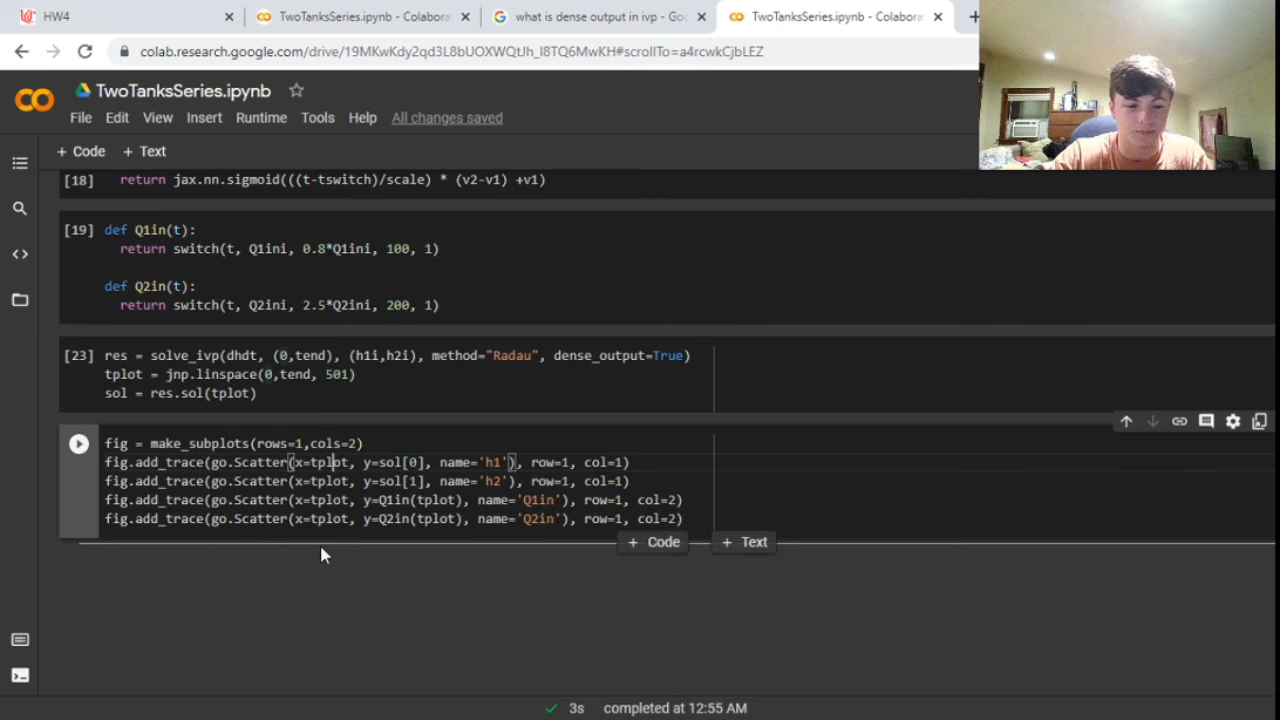 HW4
TwoTanksSeries.ipynb - Colabora
what is dense output in ivp - Goo
TwoTanksSeries.ipynb - Colabora
colab.research.google.com/drive/19MKwKdy2qd3L8bUOXWQtJh_I8TQ6MwKH#scrollTo=a4rcwkCjbLEZ
TwoTanksSeries.ipynb
File Edit View Insert Runtime Tools Help All changes saved
+ Code + Text
[18] return jax.nn.sigmoid(((t-tswitch)/scale) * (v2-v1) +v1)
[19] def Q1in(t):
return switch(t, Q1ini, 0.8*Q1ini, 100, 1)
def Q2in(t):
return switch(t, Q2ini, 2.5*Q2ini, 200, 1)
[23] res = solve_ivp(dhdt, (0,tend), (h1i,h2i), method="Radau", dense_output=True)
tplot = jnp.linspace(0,tend, 501)
sol = res.sol(tplot)
fig = make_subplots(rows=1,cols=2)
fig.add_trace(go.Scatter(x=tplot, y=sol[0], name='h1'), row=1, col=1)
fig.add_trace(go.Scatter(x=tplot, y=sol[1], name='h2'), row=1, col=1)
fig.add_trace(go.Scatter(x=tplot, y=Q1in(tplot), name='Q1in'), row=1, col=2)
fig.add_trace(go.Scatter(x=tplot, y=Q2in(tplot), name='Q2in'), row=1, col=2)
+ Code + Text
3s completed at 12:55 AM